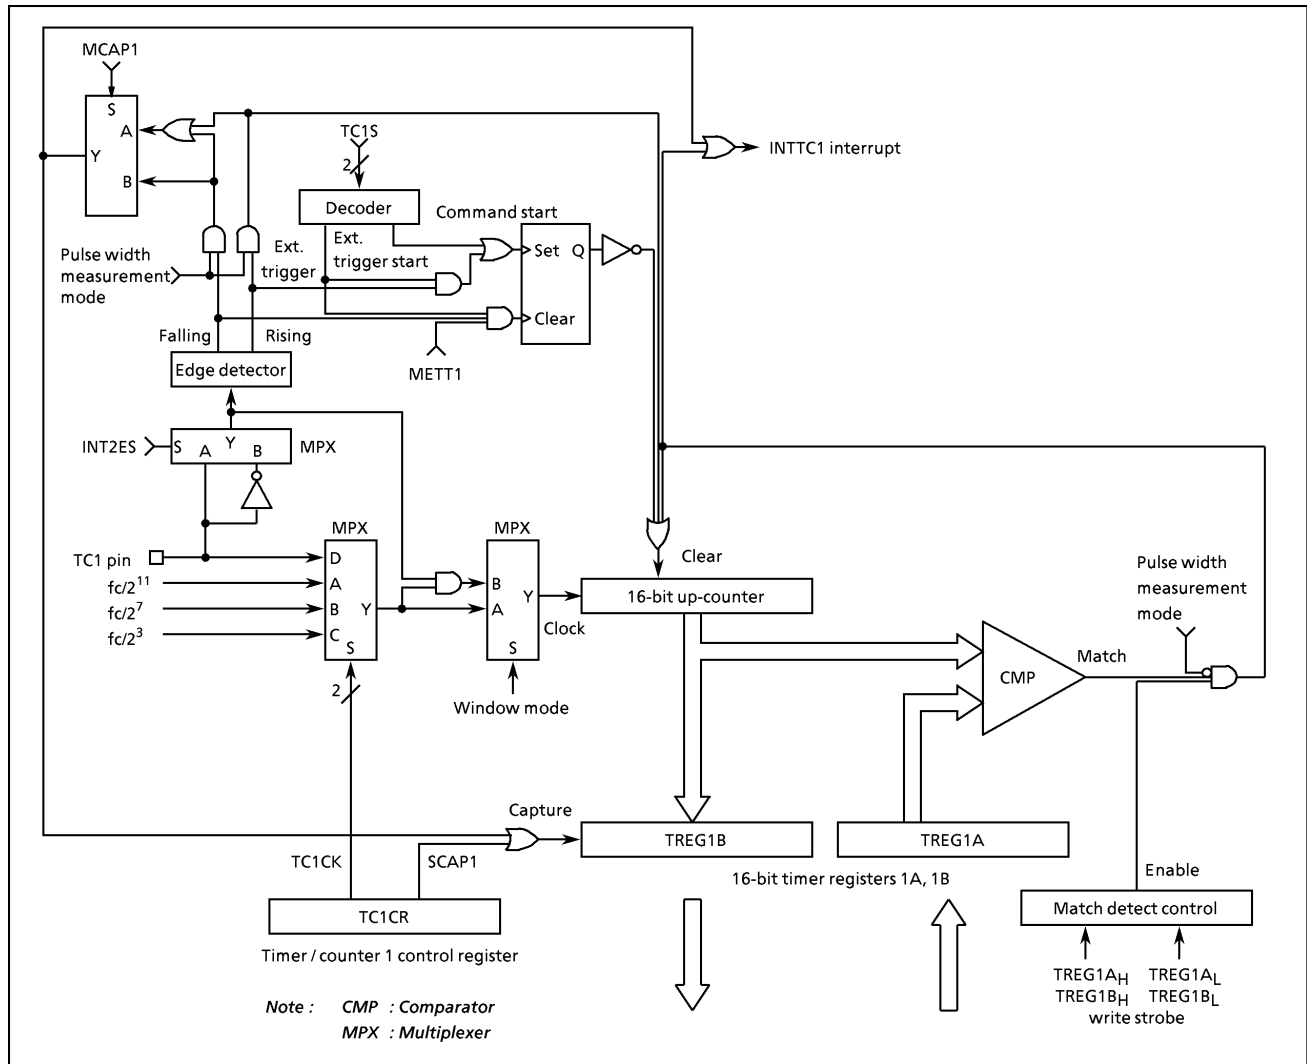 MCAP1
S
A
Y
B
TC1S
2
Decoder
Command start
INTTC1 interrupt
Pulse width
measurement
mode
Ext.
trigger
Ext.
trigger start
Set
Q
Clear
Falling
Rising
Edge detector
METT1
INT2ES
S
A
Y
B
MPX
MPX
MPX
TC1 pin
fc/2¹¹
fc/2⁷
fc/2³
D
A
B
C
Y
S
2
B
A
Y
S
Clock
Window mode
Clear
16-bit up-counter
Pulse width
measurement
mode
CMP
Match
Capture
TREG1B
TREG1A
TC1CK
SCAP1
16-bit timer registers 1A, 1B
Enable
TC1CR
Match detect control
Timer / counter 1 control register
TREG1AH TREG1AL
TREG1BH TREG1BL
write strobe
Note : CMP : Comparator
MPX : Multiplexer